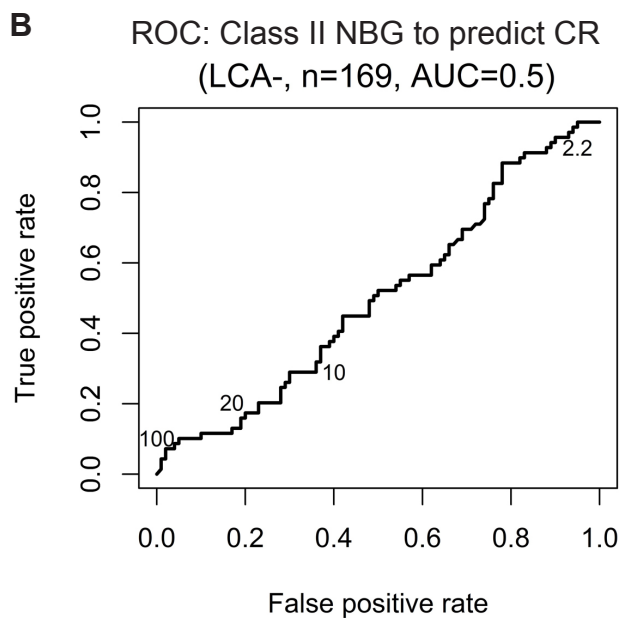 B
ROC: Class II NBG to predict CR
(LCA-, n=169, AUC=0.5)
True positive rate
1.0
0.8
0.6
0.4
0.2
0.0
2.2
10
20
100
0.0 0.2 0.4 0.6 0.8 1.0
False positive rate